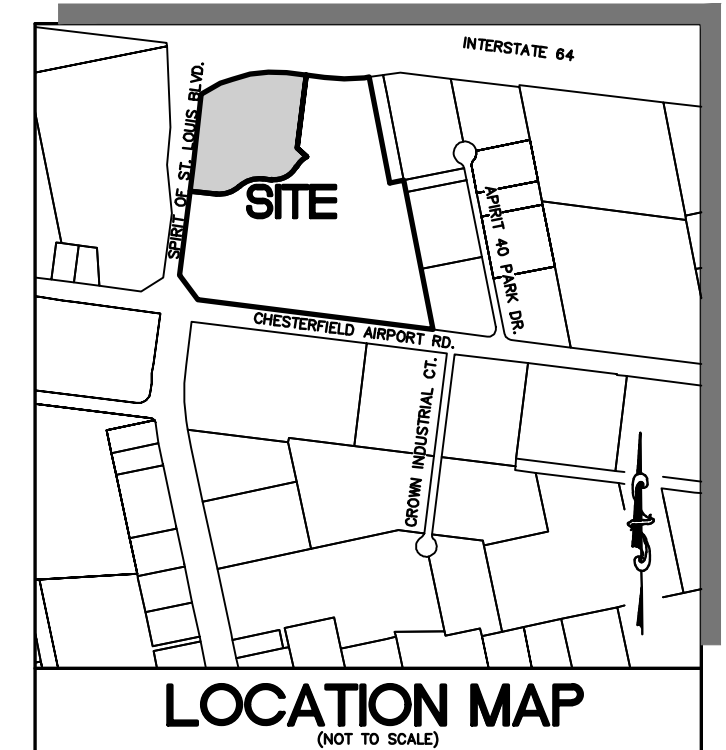 INTERSTATE 64
SPIRIT OF ST. LOUIS BLVD.
SITE
APIRIT 40 PARK DR.
CHESTERFIELD AIRPORT RD.
CROWN INDUSTRIAL CT.
LOCATION MAP
(NOT TO SCALE)